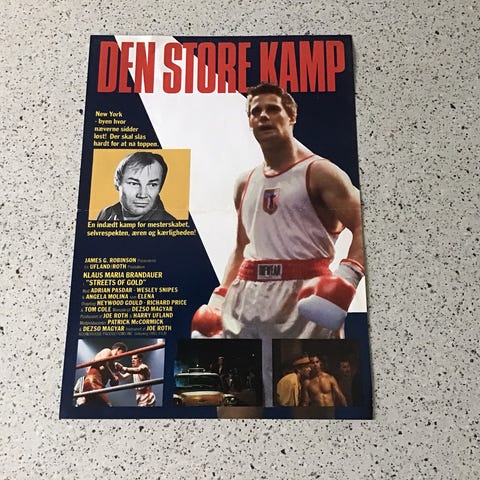 DEN STORE KAMP
New York
- byen hvor
næverne sidder
løst! Der skal slås
hårdt for at nå toppen.
En indædt kamp for mesterskabet,
selvrespekten, æren og kærligheden!
JAMES G. ROBINSON
UFLAND/ROTH
KLAUS MARIA BRANDAUER
"STREETS OF GOLD"
ADRIAN PASDAR · WESLEY SNIPES
& ANGELA MOLINA ELENA
HEYWOOD GOULD · RICHARD PRICE
& TOM COLE DEZSO MAGYAR
JOE ROTH & HARRY UFLAND
PATRICK McCORMICK
& DEZSO MAGYAR JOE ROTH